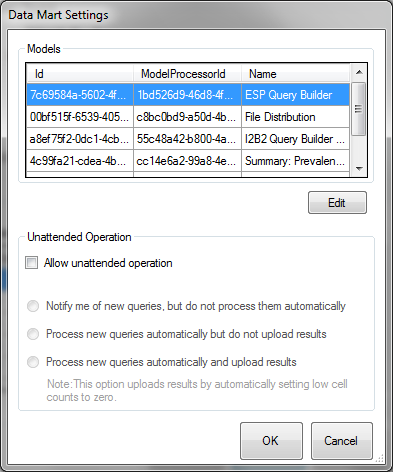 Data Mart Settings
Models
Id ModelProcessorId Name
7c69584a-5602-4f... 1bd526d9-46d8-4f... ESP Query Builder
00bf515f-6539-405... c8bc0bd9-a50d-4b... File Distribution
a8ef75f2-0dc1-4cb... 55c48a42-b800-4a... I2B2 Query Builder ...
4c99fa21-cdea-4b... cc14e6a2-99a8-4e... Summary: Prevalen...
Edit
Unattended Operation
Allow unattended operation
Notify me of new queries, but do not process them automatically
Process new queries automatically but do not upload results
Process new queries automatically and upload results
Note:This option uploads results by automatically setting low cell
counts to zero.
OK Cancel